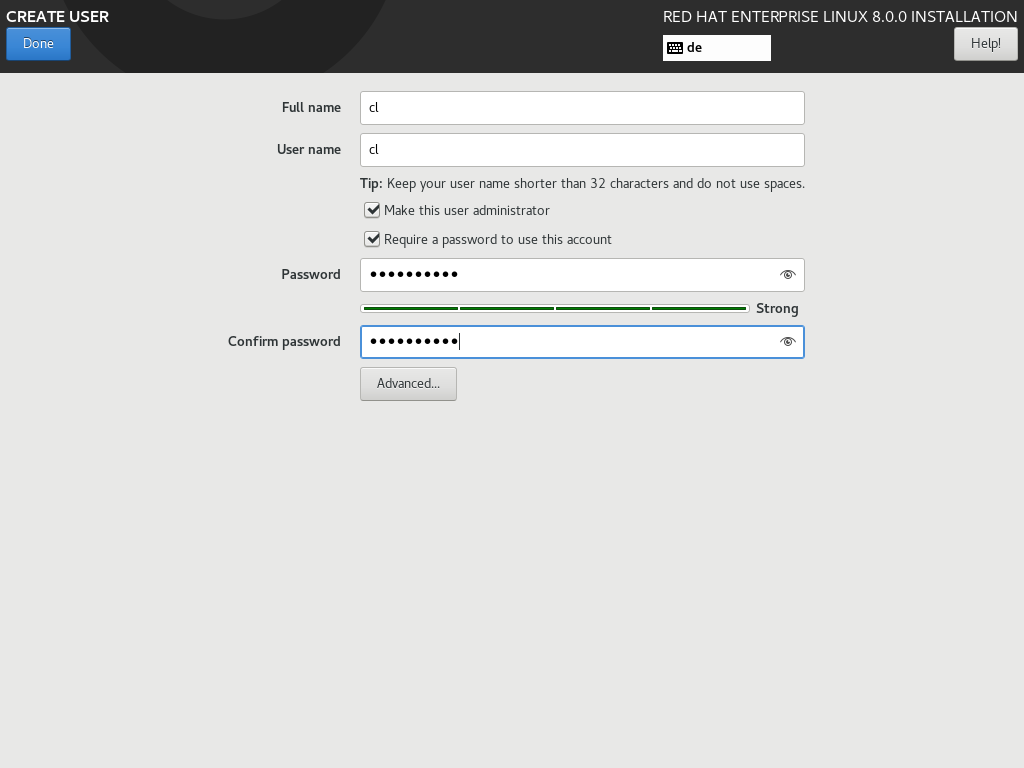 CREATE USER
RED HAT ENTERPRISE LINUX 8.0.0 INSTALLATION
Done
de
Help!
Full name
cl
User name
cl
Tip: Keep your user name shorter than 32 characters and do not use spaces.
Make this user administrator
Require a password to use this account
Password
●●●●●●●●●●
Strong
Confirm password
●●●●●●●●●●
Advanced...